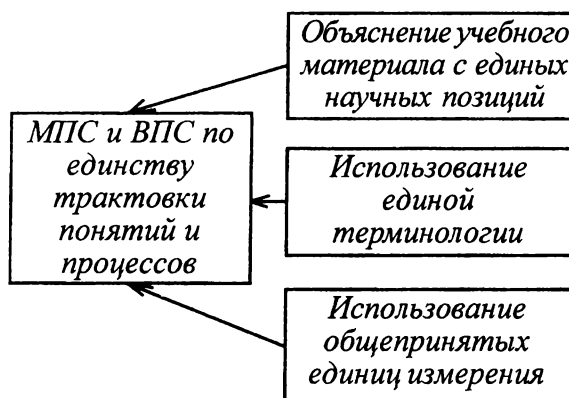 Объяснение учебного
материала с единых
научных позиций
МПС и ВПС по
единству
трактовки
понятий и
процессов
Использование
единой
терминологии
Использование
общепринятых
единиц измерения